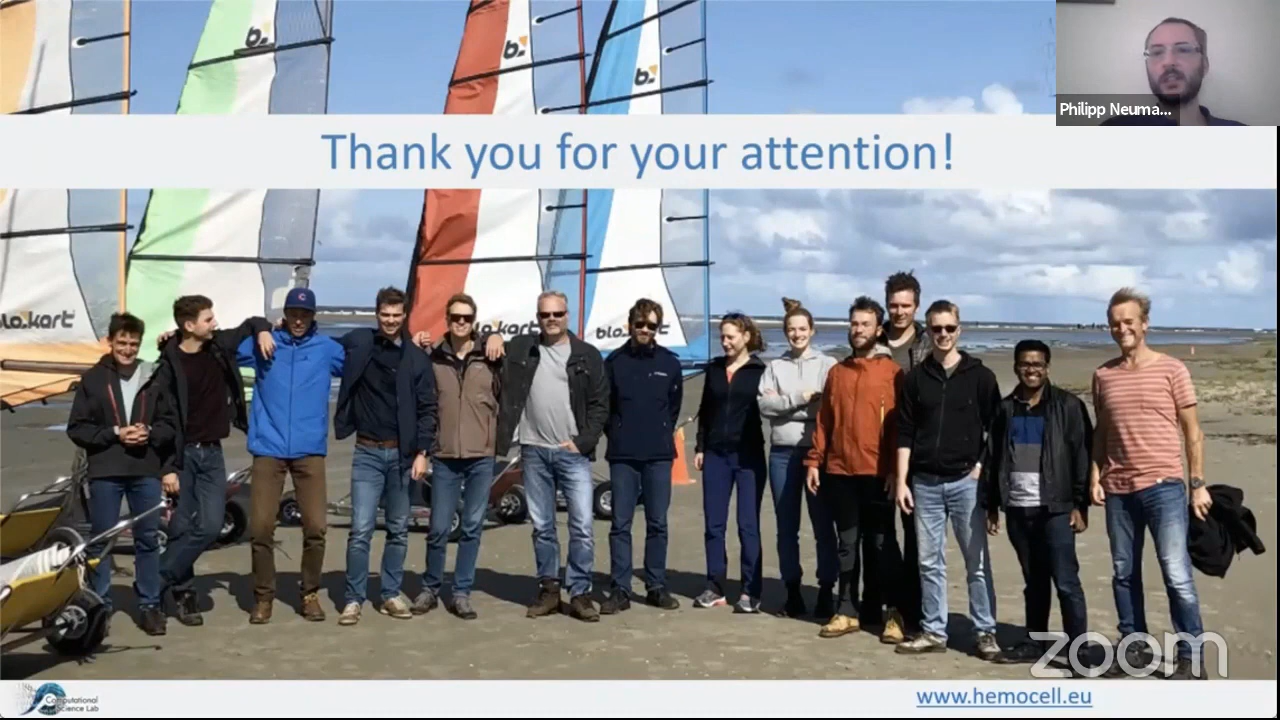 Philipp Neuma...
Thank you for your attention!
blo.kart
blo.kart
blo.kart
zoom
Computational
Science Lab
www.hemocell.eu